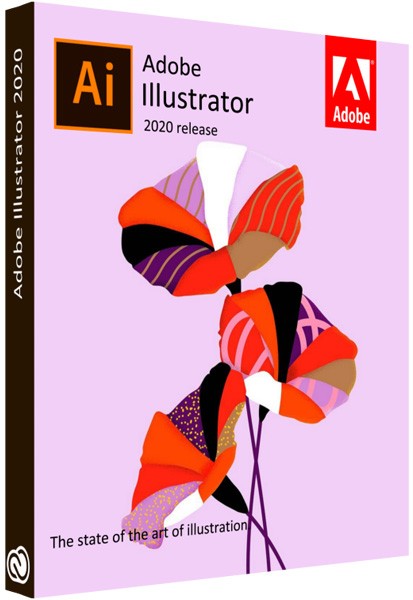 Adobe Illustrator 2020
Ai
Adobe
Illustrator
2020 release
Adobe
The state of the art of illustration